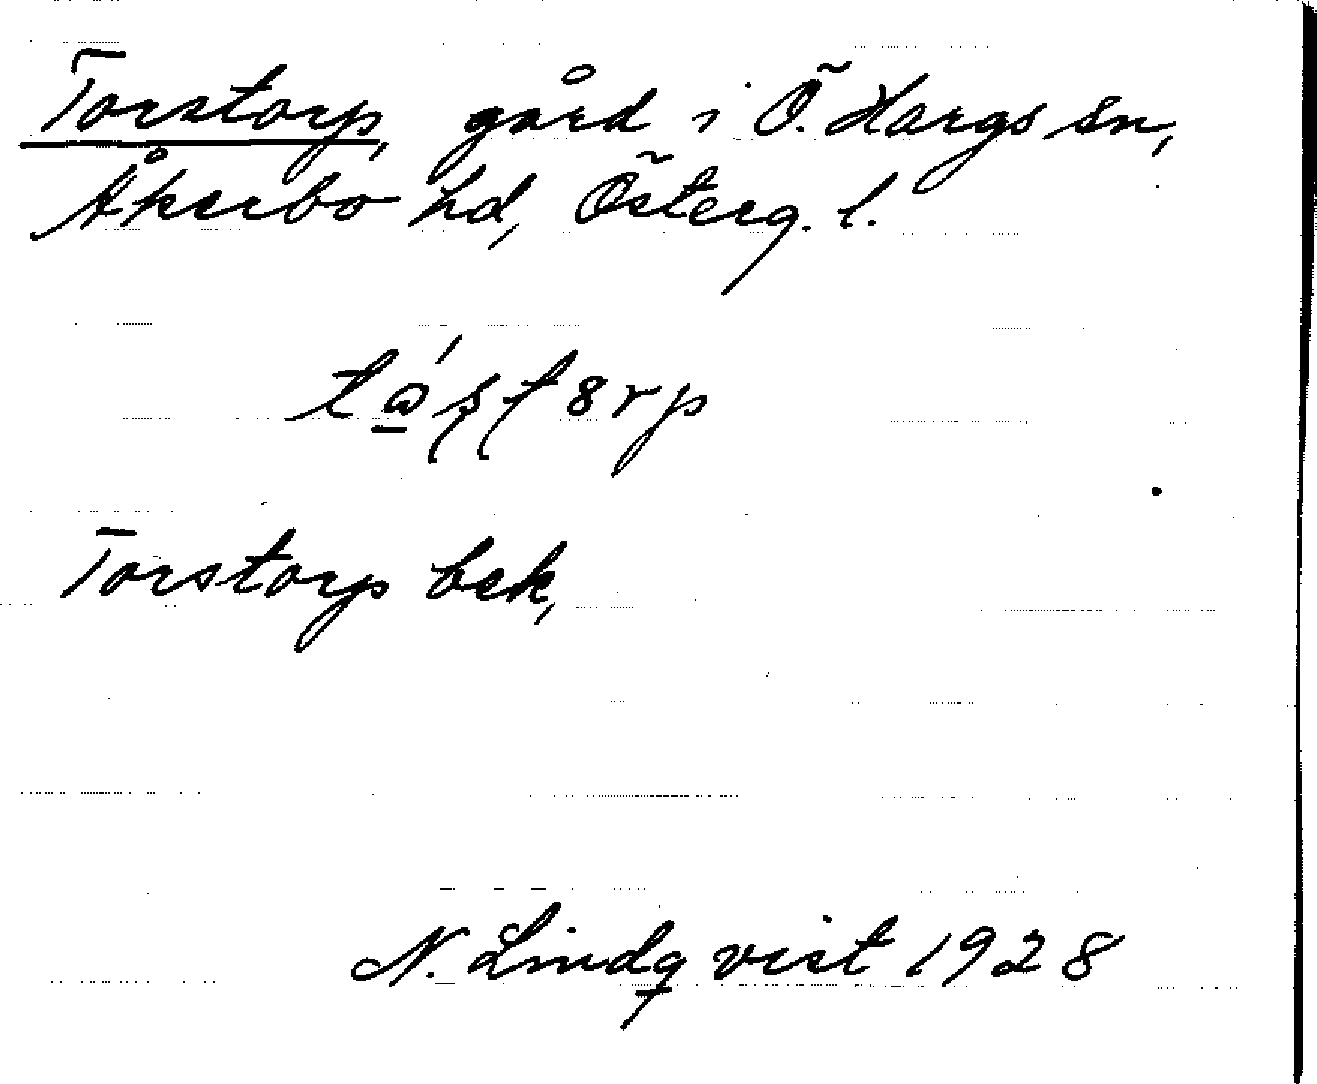 Torstorp, gård i Ö. Hargs sn,
Åkerbo hd, Österg. l.
Torstorp bek,
N. Lindqvist 1928